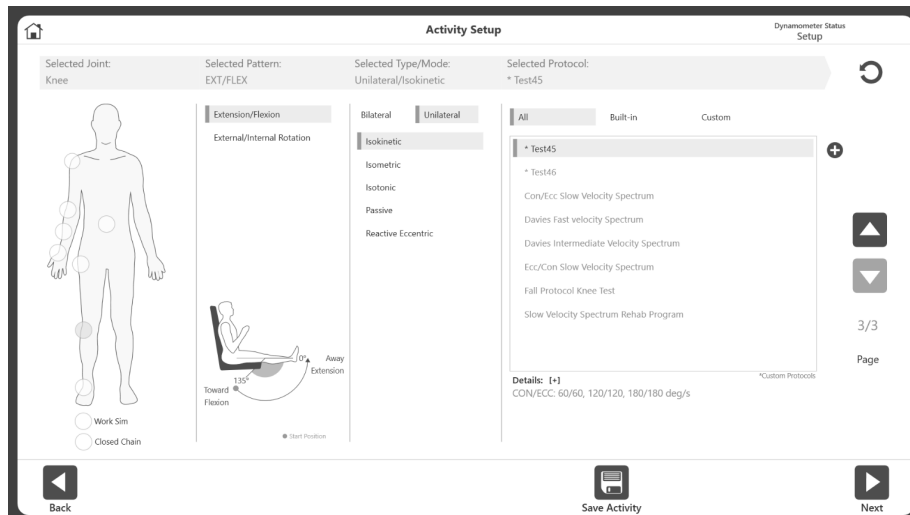 Activity Setup
Dynamometer Status
Setup
Selected Joint:
Knee
Selected Pattern:
EXT/FLEX
Selected Type/Mode:
Unilateral/Isokinetic
Selected Protocol:
* Test45
Extension/Flexion
External/Internal Rotation
Bilateral
Unilateral
Isokinetic
Isometric
Isotonic
Passive
Reactive Eccentric
All
Built-in
Custom
* Test45
* Test46
Con/Ecc Slow Velocity Spectrum
Davies Fast velocity Spectrum
Davies Intermediate Velocity Spectrum
Ecc/Con Slow Velocity Spectrum
Fall Protocol Knee Test
Slow Velocity Spectrum Rehab Program
3/3
Page
0°
Away
Extension
135°
Toward
Flexion
Start Position
*Custom Protocols
Details: [+]
CON/ECC: 60/60, 120/120, 180/180 deg/s
Work Sim
Closed Chain
Back
Save Activity
Next